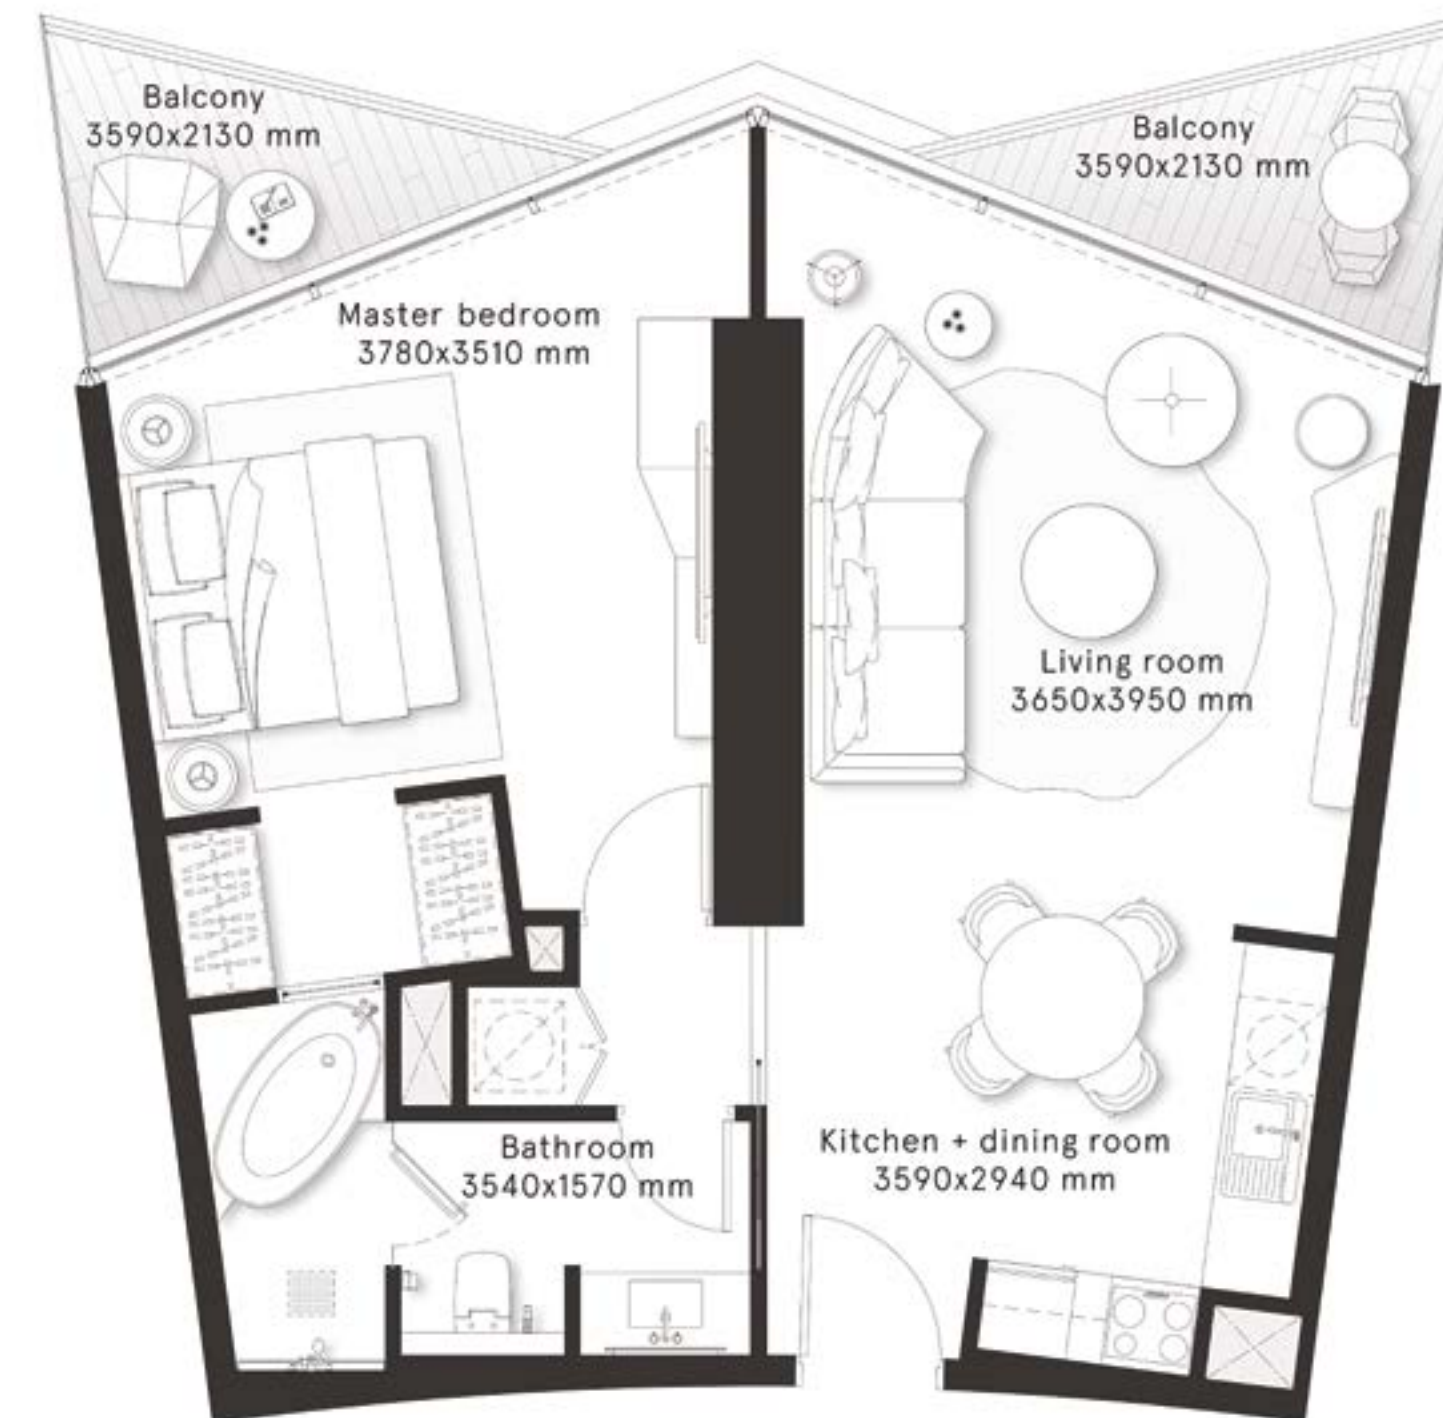 Balcony
3590x2130 mm
Balcony
3590x2130 mm
Master bedroom
3780x3510 mm
Living room
3650x3950 mm
Bathroom
3540x1570 mm
Kitchen + dining room
3590x2940 mm